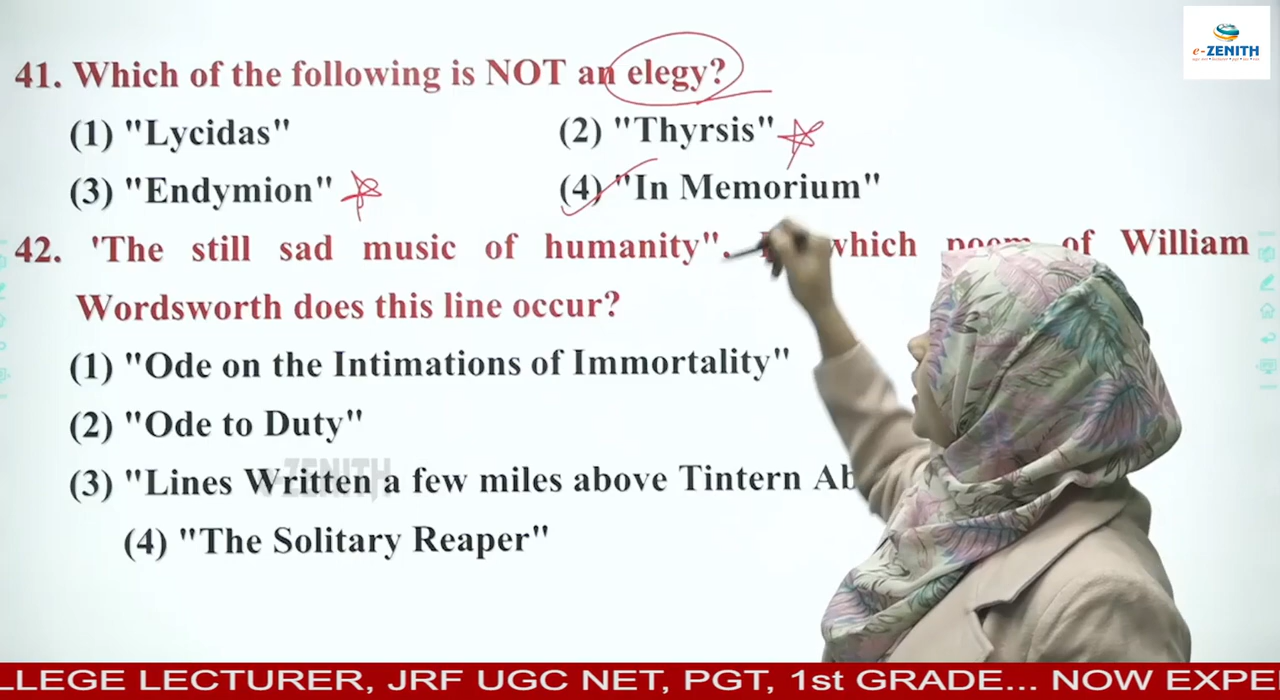 e-ZENITH
41. Which of the following is NOT an elegy?
(1) "Lycidas"
(2) "Thyrsis"
(3) "Endymion"
(4) "In Memorium"
42. 'The still sad music of humanity". which poem of William
Wordsworth does this line occur?
(1) "Ode on the Intimations of Immortality"
(2) "Ode to Duty"
(3) "Lines Written a few miles above Tintern
ZENITH
(4) "The Solitary Reaper"
LECTURER, JRF UGC NET, PGT, 1st GRADE... NOW